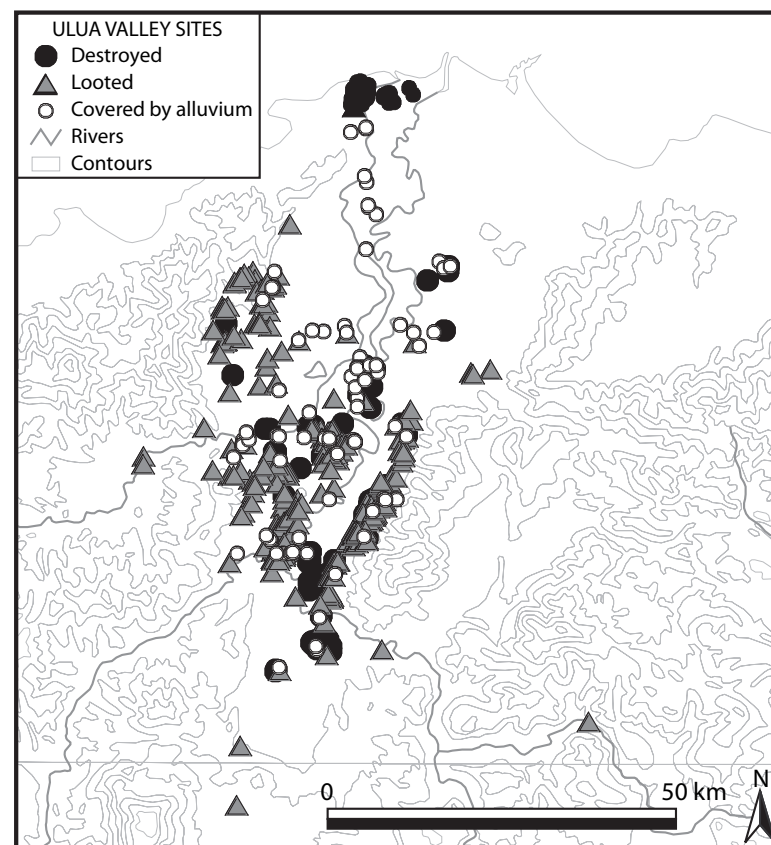 ULUA VALLEY SITES
Destroyed
Looted
Covered by alluvium
Rivers
Contours
0 50 km
N